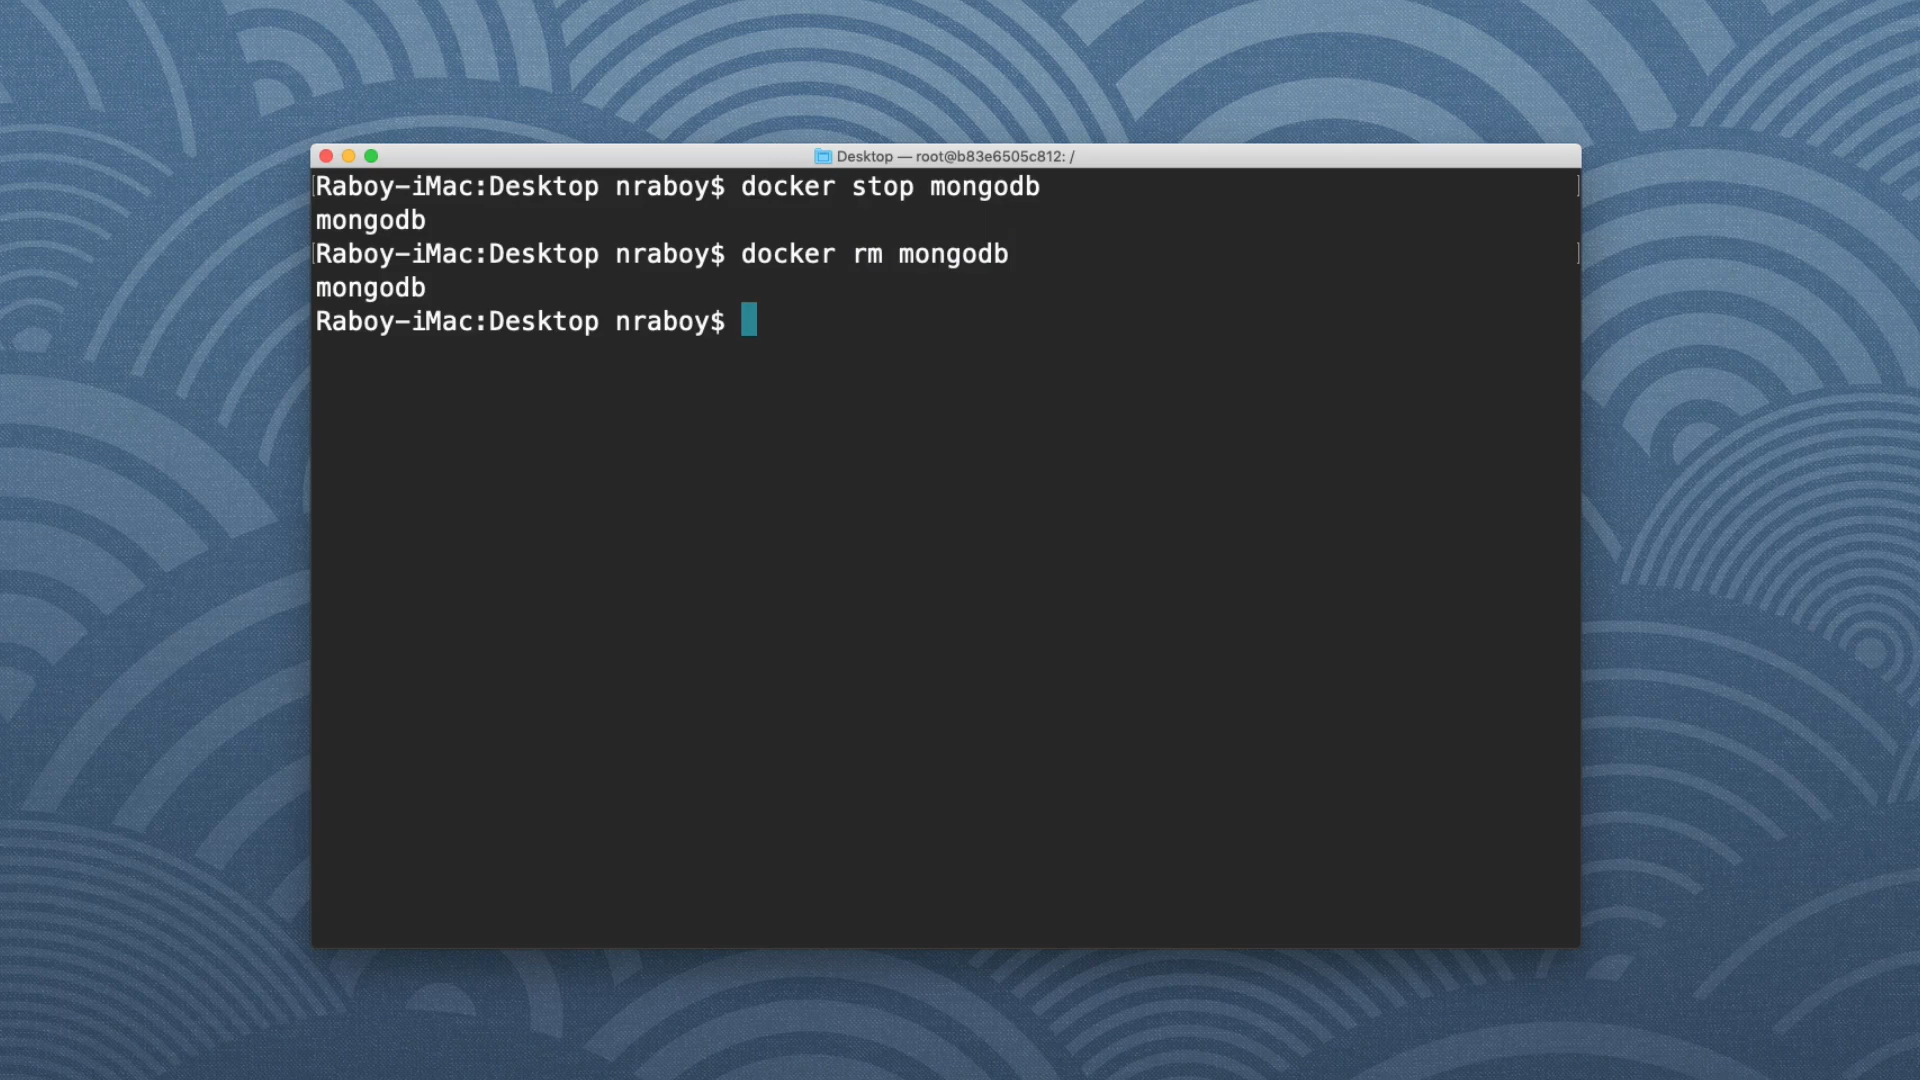 Desktop — root@b83e6505c812: /
[Raboy-iMac:Desktop nraboy$ docker stop mongodb ]
mongodb
[Raboy-iMac:Desktop nraboy$ docker rm mongodb ]
mongodb
Raboy-iMac:Desktop nraboy$